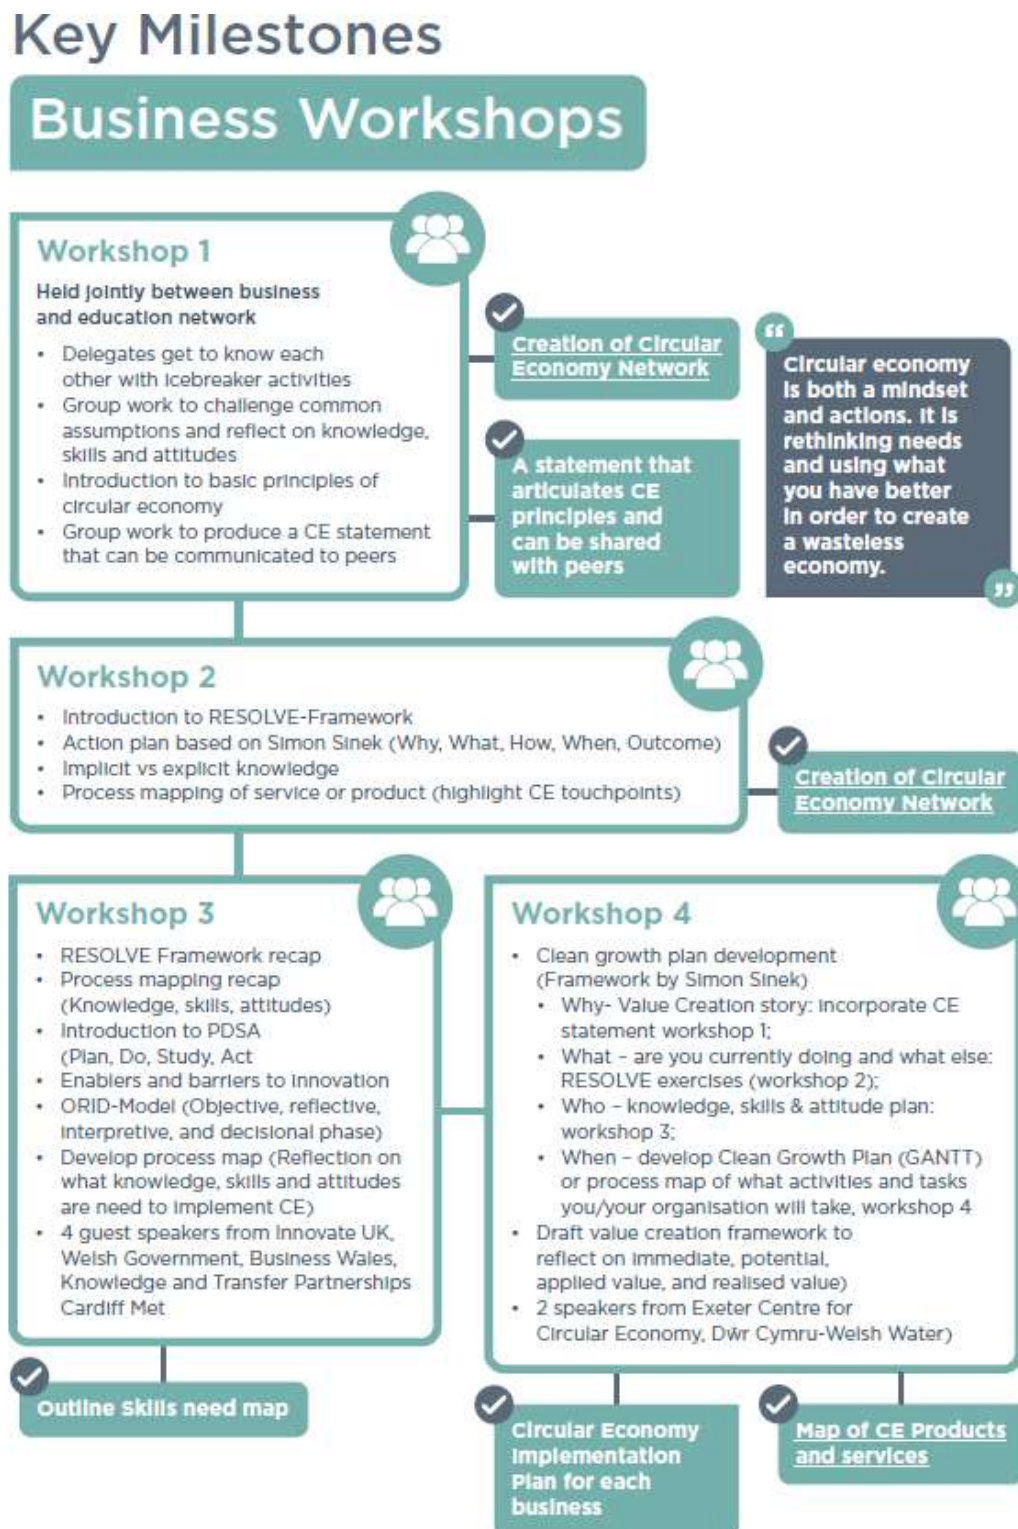 Key Milestones
Business Workshops
Workshop 1
Held jointly between business
and education network
• Delegates get to know each
other with icebreaker activities
• Group work to challenge common
assumptions and reflect on knowledge,
skills and attitudes
• Introduction to basic principles of
circular economy
• Group work to produce a CE statement
that can be communicated to peers
Creation of Circular
Economy Network
A statement that
articulates CE
principles and
can be shared
with peers
“
Circular economy
is both a mindset
and actions. It is
rethinking needs
and using what
you have better
in order to create
a wasteless
economy.
”
Workshop 2
• Introduction to RESOLVE-Framework
• Action plan based on Simon Sinek (Why, What, How, When, Outcome)
• Implicit vs explicit knowledge
• Process mapping of service or product (highlight CE touchpoints)
Creation of Circular
Economy Network
Workshop 3
• RESOLVE Framework recap
• Process mapping recap
(Knowledge, skills, attitudes)
• Introduction to PDSA
(Plan, Do, Study, Act
• Enablers and barriers to innovation
• ORID-Model (Objective, reflective,
interpretive, and decisional phase)
• Develop process map (Reflection on
what knowledge, skills and attitudes
are need to implement CE)
• 4 guest speakers from Innovate UK,
Welsh Government, Business Wales,
Knowledge and Transfer Partnerships
Cardiff Met
Outline Skills need map
Workshop 4
• Clean growth plan development
(Framework by Simon Sinek)
• Why- Value Creation story: incorporate CE
statement workshop 1;
• What – are you currently doing and what else:
RESOLVE exercises (workshop 2);
• Who – knowledge, skills & attitude plan:
workshop 3;
• When – develop Clean Growth Plan (GANTT)
or process map of what activities and tasks
you/your organisation will take, workshop 4
• Draft value creation framework to
reflect on immediate, potential,
applied value, and realised value)
• 2 speakers from Exeter Centre for
Circular Economy, Dŵr Cymru-Welsh Water)
Circular Economy
Implementation
Plan for each
business
Map of CE Products
and services